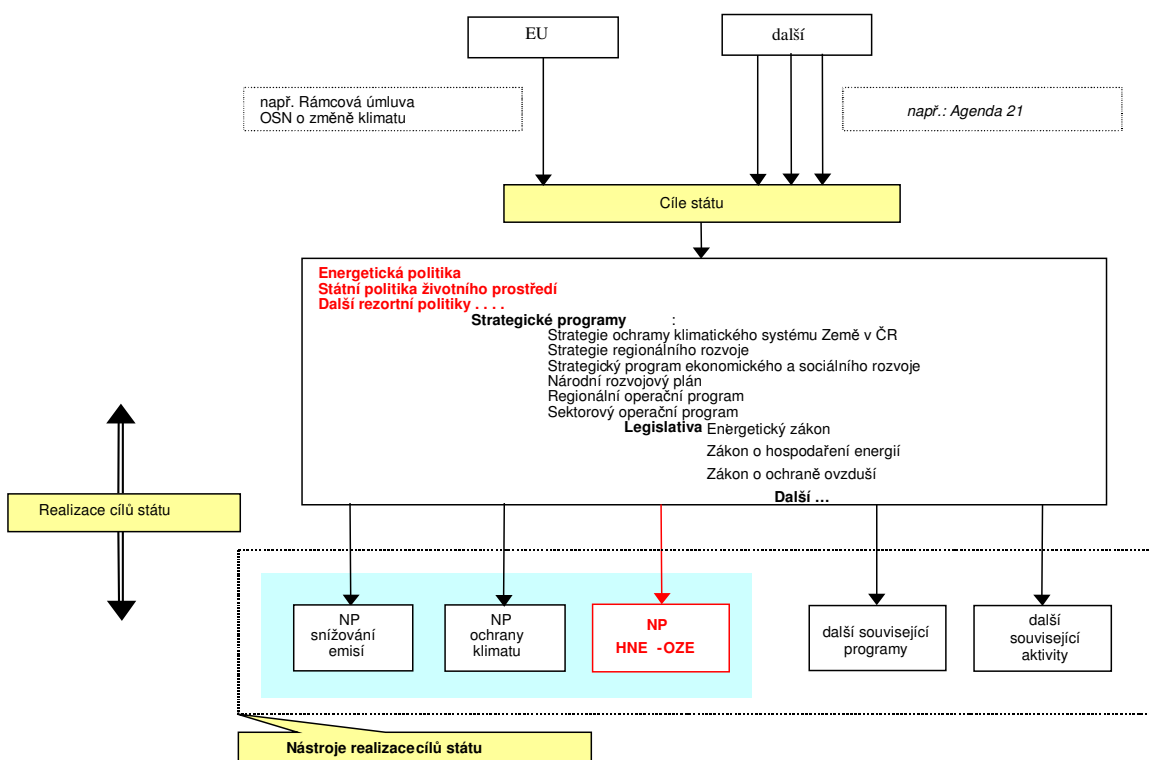 EU
další
např. Rámcová úmluva
OSN o změně klimatu
např.: Agenda 21
Cíle státu
Energetická politika
Státní politika životního prostředí
Další rezortní politiky . . . .
Strategické programy :
Strategie ochramy klimatického systému Země v ČR
Strategie regionálního rozvoje
Strategický program ekonomického a sociálního rozvoje
Národní rozvojový plán
Regionální operační program
Sektorový operační program
Legislativa Energetický zákon
Zákon o hospodaření energií
Zákon o ochraně ovzduší
Další ...
Realizace cílů státu
NP
snížování
emisí
NP
ochrany
klimatu
NP
HNE -OZE
další související
programy
další
související
aktivity
Nástroje realizacecílů státu